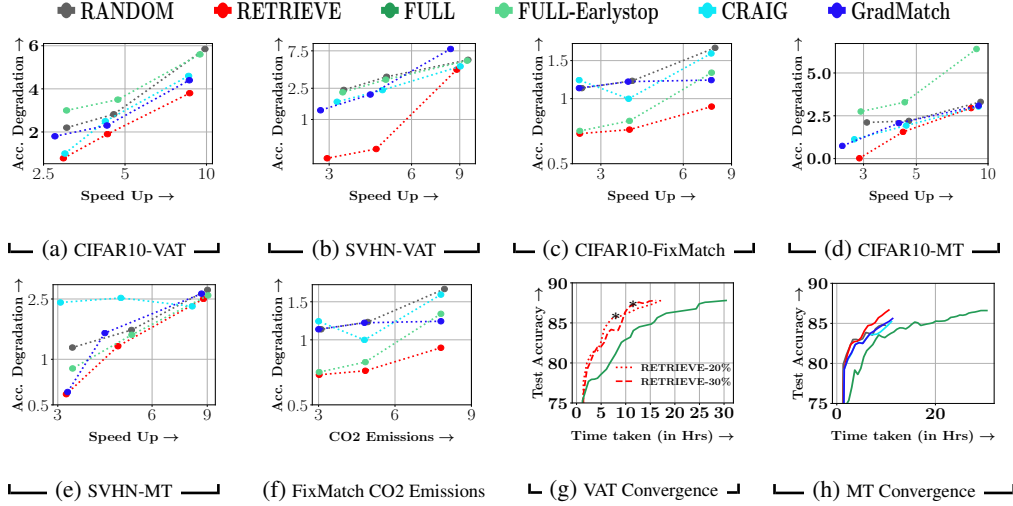 RANDOM RETRIEVE FULL FULL-Earlystop CRAIG GradMatch
Acc. Degradation →
6
4
2
2.5 5 10
Speed Up →
(a) CIFAR10-VAT
Acc. Degradation →
7.5
2.5
1
3 6 9
Speed Up →
(b) SVHN-VAT
Acc. Degradation →
1.5
1
0.5
3 6 9
Speed Up →
(c) CIFAR10-FixMatch
Acc. Degradation →
5.0
2.5
0.0
3 5 10
Speed Up →
(d) CIFAR10-MT
Acc. Degradation →
2.5
1
0.5
3 6 9
Speed Up →
(e) SVHN-MT
Acc. Degradation →
1.5
1
0.5
3 6 9
CO2 Emissions →
(f) FixMatch CO2 Emissions
Test Accuracy →
90
85
80
75
* *
RETRIEVE-20%
RETRIEVE-30%
0 5 10 15 20 25 30
Time taken (in Hrs) →
(g) VAT Convergence
Test Accuracy →
90
85
80
75
0 20
Time taken (in Hrs) →
(h) MT Convergence